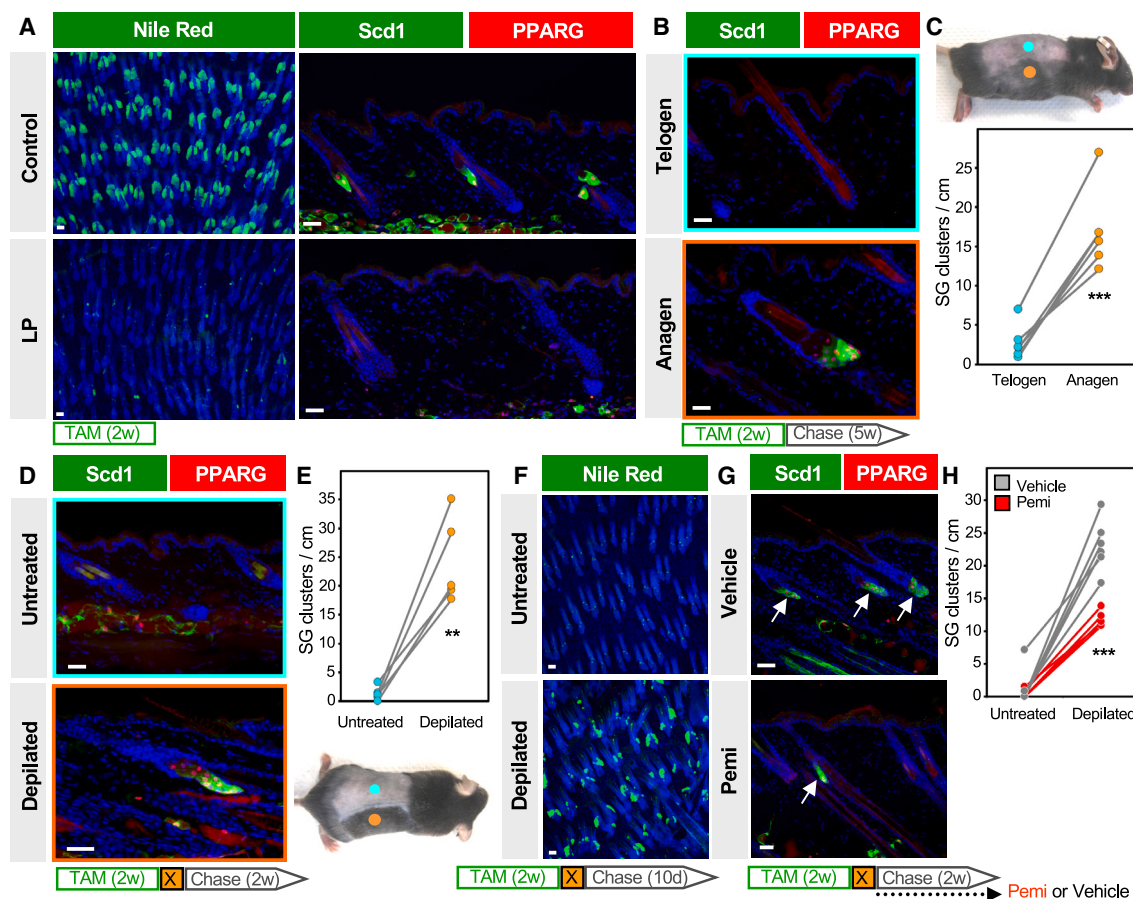 A
Nile Red
Scd1
PPARG
Control
LP
TAM (2w)
B
Scd1
PPARG
Telogen
Anagen
TAM (2w)
Chase (5w)
C
SG clusters / cm
25
20
15
10
5
0
***
Telogen
Anagen
D
Scd1
PPARG
Untreated
Depilated
TAM (2w)
X
Chase (2w)
E
SG clusters / cm
35
30
25
20
15
10
5
0
**
Untreated
Depilated
F
Nile Red
Untreated
Depilated
TAM (2w)
X
Chase (10d)
G
Scd1
PPARG
Vehicle
Pemi
TAM (2w)
X
Chase (2w)
Pemi or Vehicle
H
Vehicle
Pemi
SG clusters / cm
30
25
20
15
10
5
0
***
Untreated
Depilated